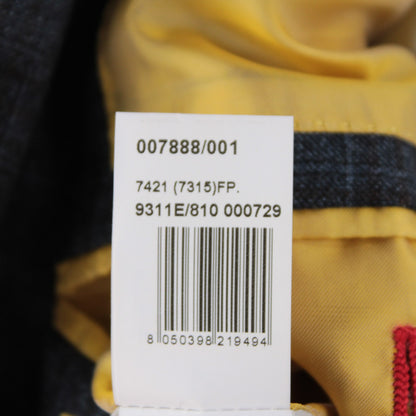 007888/001
7421 (7315)FP.
9311E/810 000729
8 050398 219494